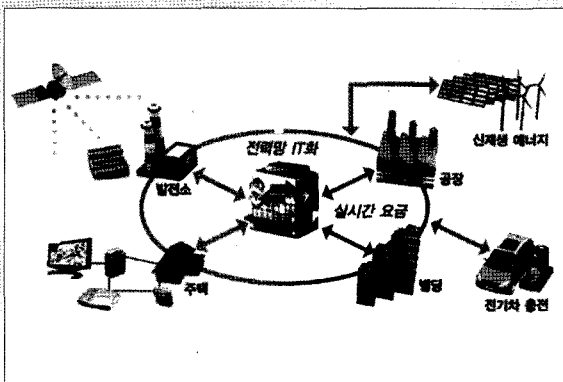 전력망 IT화
신재생 에너지
발전소
공장
실시간 요금
주택
빌딩
전기차 충전